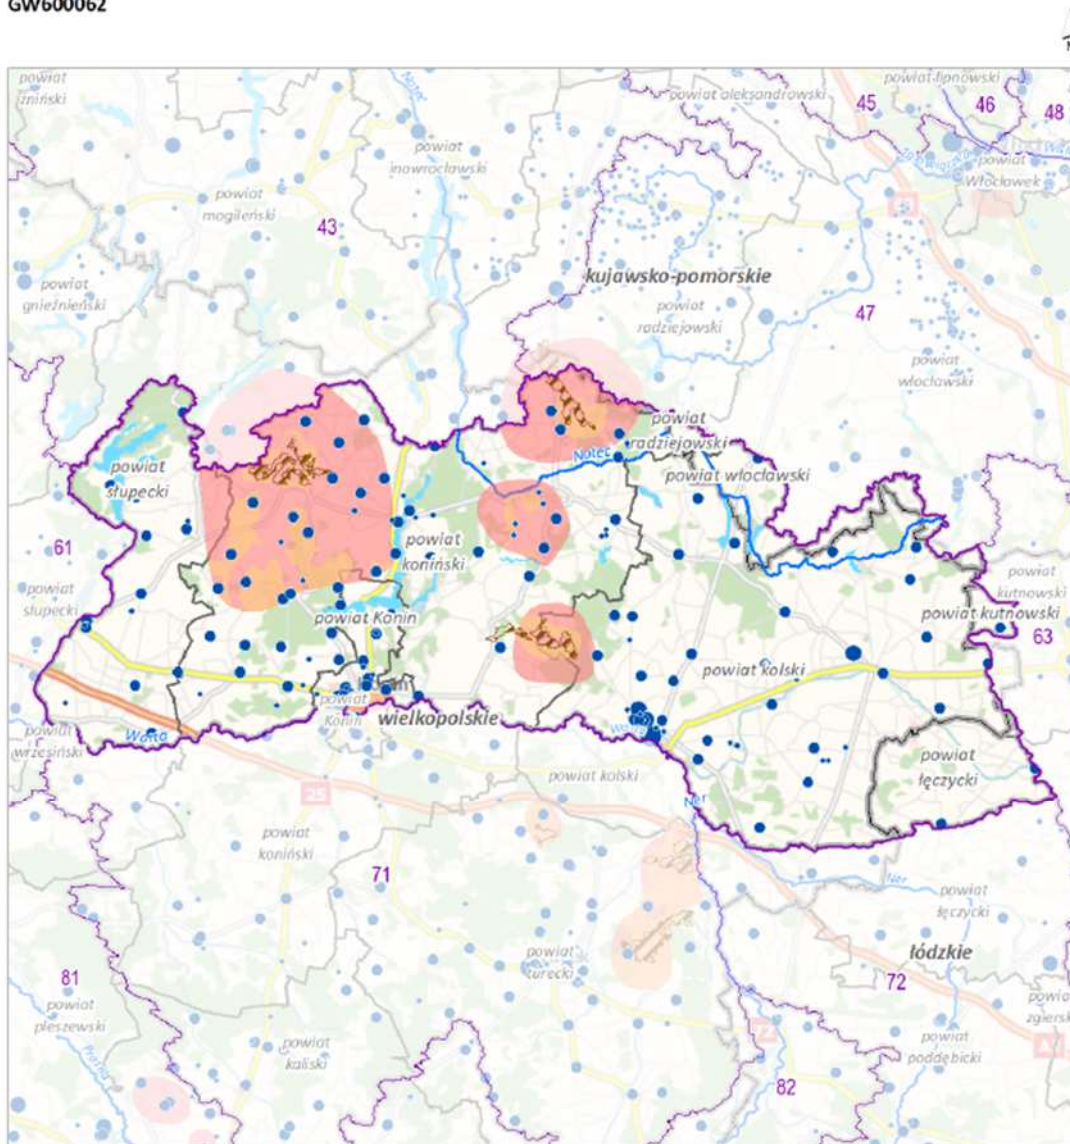 GW600062
powiat
żniński
Noteć
powiat lipnowski
powiat aleksandrowski
45
46
48
powiat
inowrocławski
powiat
Włocławek
powiat
mogileński
43
powiat
gnieźnieński
kujawsko-pomorskie
powiat
radziejowski
47
powiat
włocławski
powiat
radziejowski
Noteć
powiat włocławski
powiat
słupecki
61
powiat
koniński
powiat
słupecki
powiat
kutnowski
powiat Konin
powiat kutnowski
63
powiat kolski
Konin
powiat
Konin
wielkopolskie
Warta
Warta
powiat
wrzesiński
powiat
łęczycki
powiat kolski
25
Ner
powiat
koniński
71
Ner
powiat
łęczycki
łódzkie
powiat
turecki
81
72
powiat
pleszewski
powiat
zgierski
72
powiat
poddębicki
powiat
kaliski
Prosna
82